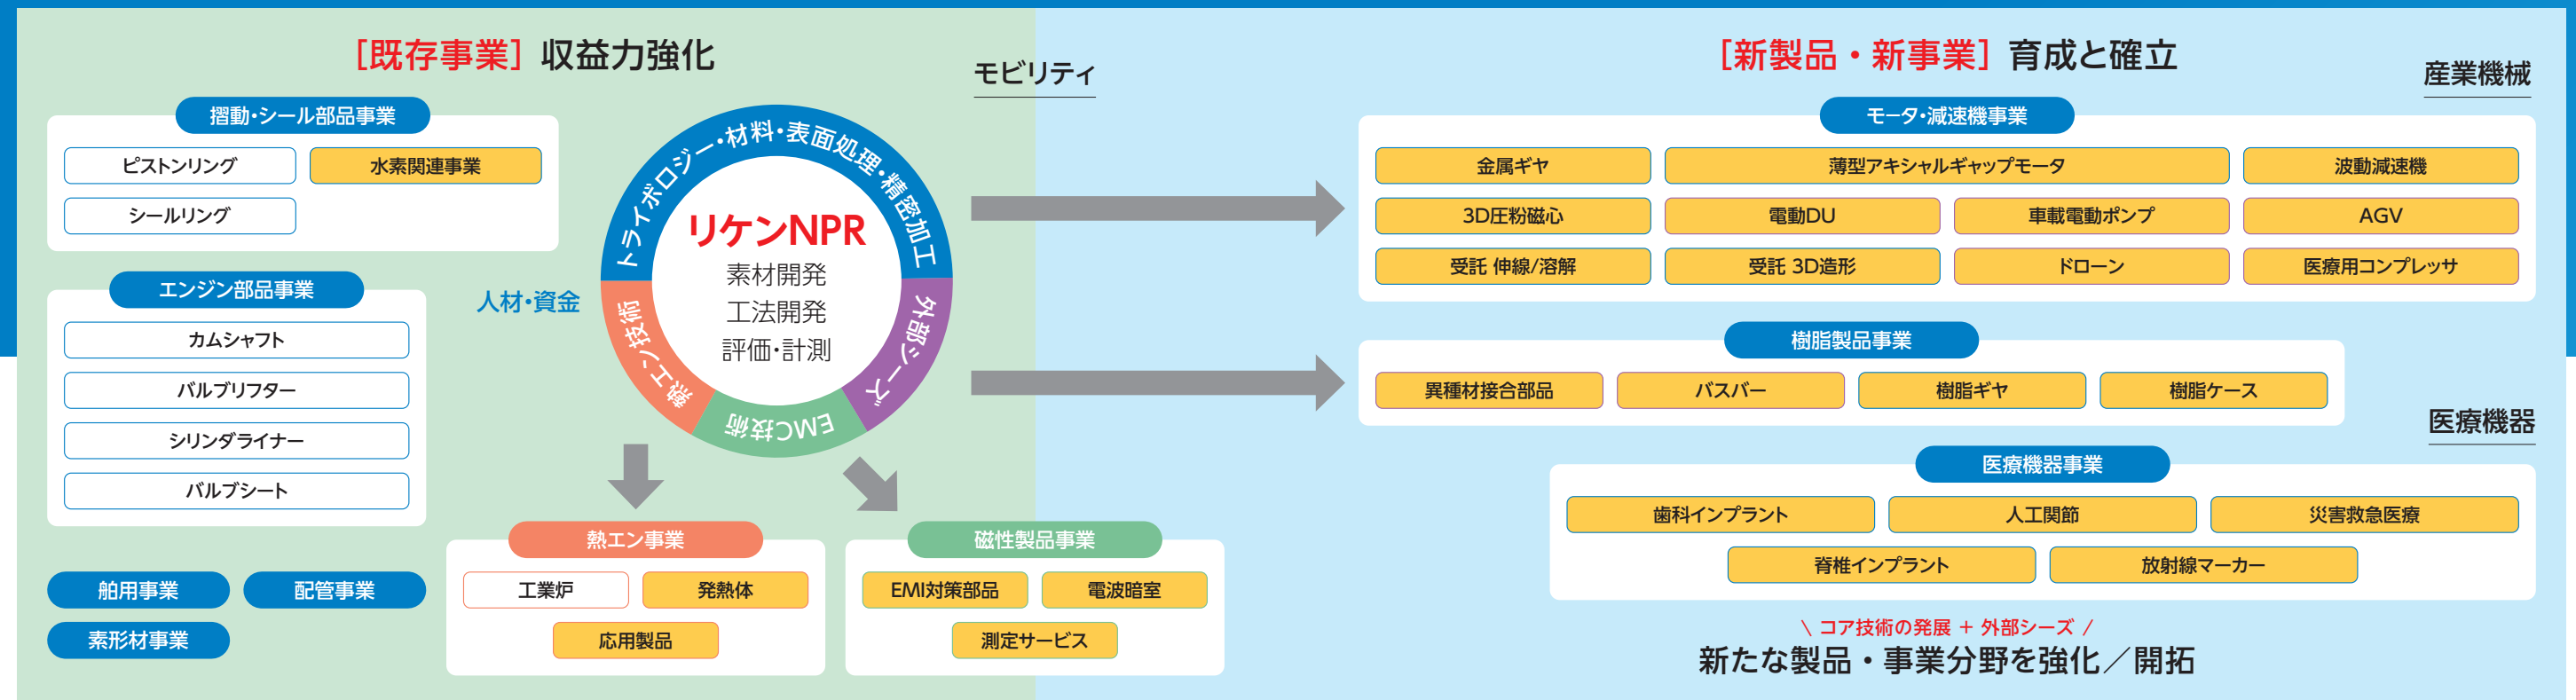 [既存事業] 収益力強化
モビリティ
[新製品・新事業] 育成と確立
産業機械
摺動・シール部品事業
ピストンリング
水素関連事業
シールリング
エンジン部品事業
カムシャフト
バルブリフター
シリンダライナー
バルブシート
舶用事業
配管事業
素形材事業
人材・資金
トライボロジー・材料・表面処理・精密加工
リケンNPR
素材開発
工法開発
評価・計測
熱エン技術
EMC技術
外部シーズ
熱エン事業
工業炉
発熱体
応用製品
磁性製品事業
EMI対策部品
電波暗室
測定サービス
モータ・減速機事業
金属ギヤ
薄型アキシャルギャップモータ
波動減速機
3D圧粉磁心
電動DU
車載電動ポンプ
AGV
受託 伸線/溶解
受託 3D造形
ドローン
医療用コンプレッサ
樹脂製品事業
異種材接合部品
バスバー
樹脂ギヤ
樹脂ケース
医療機器
医療機器事業
歯科インプラント
人工関節
災害救急医療
脊椎インプラント
放射線マーカー
\ コア技術の発展 + 外部シーズ /
新たな製品・事業分野を強化／開拓